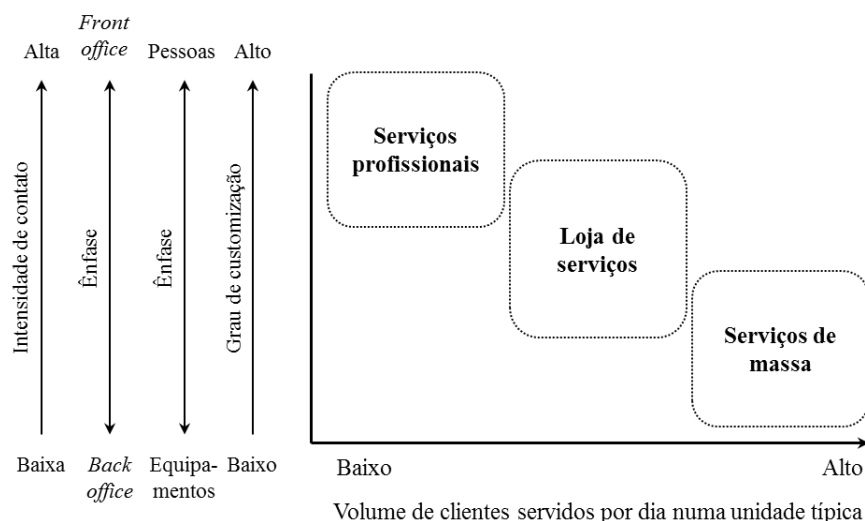 Front
office
Alta
Pessoas
Alto
Intensidade de contato
Ênfase
Ênfase
Grau de customização
Baixa
Back
office
Equipa-
mentos
Baixo
Serviços
profissionais
Loja de
serviços
Serviços de
massa
Baixo
Alto
Volume de clientes servidos por dia numa unidade típica